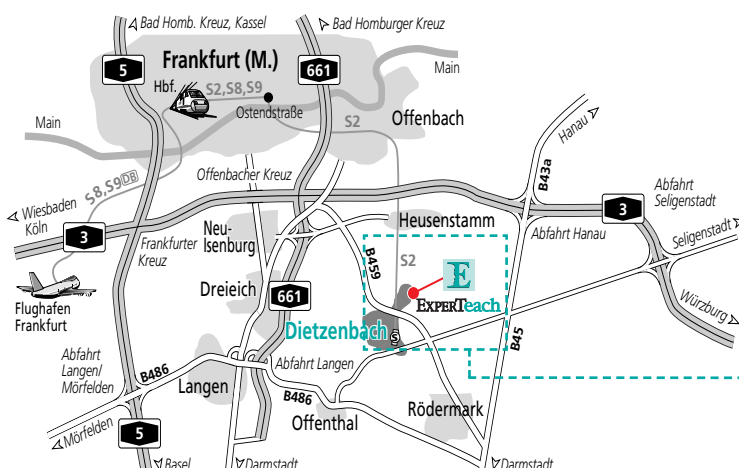 Bad Homb. Kreuz, Kassel
Bad Homburger Kreuz
Frankfurt (M.)
5
661
Main
Hbf.
S2,S8,S9
Ostendstraße
Offenbach
S2
Main
Hanau
S8,S9 DB
Offenbacher Kreuz
B43a
Abfahrt
Seligenstadt
Wiesbaden
Köln
3
3
Neu-
Isenburg
Heusenstamm
Abfahrt Hanau
Seligenstadt
Frankfurter
Kreuz
B459
S2
E
EXPERTeach
Flughafen
Frankfurt
Dreieich
661
Würzburg
Dietzenbach
S
B45
Abfahrt
Langen/
Mörfelden
B486
Abfahrt Langen
Langen
B486
Offenthal
Rödermark
Mörfelden
5
Basel
Darmstadt
Darmstadt